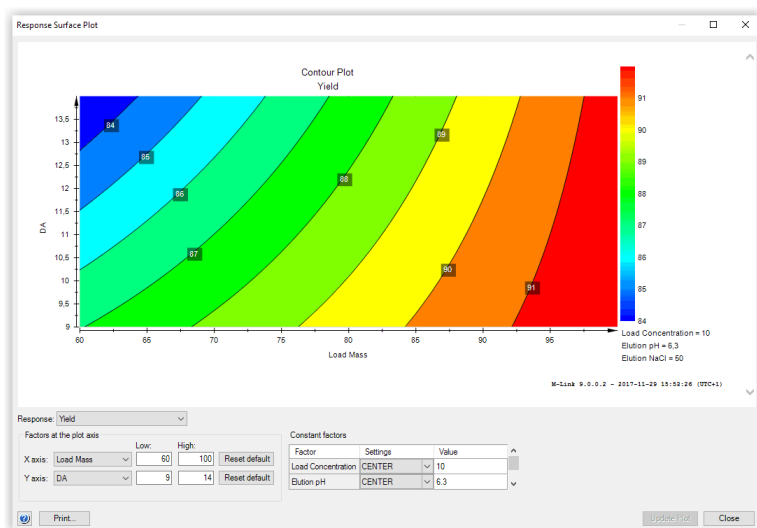 Response Surface Plot
Contour Plot
Yield
13,5
13
12,5
12
11,5
11
10,5
10
9,5
9
DA
84
85
86
87
88
89
90
91
60 65 70 75 80 85 90 95
Load Mass
91
90
89
88
87
86
85
84
Load Concentration = 10
Elution pH = 6,3
Elution NaCl = 50
M-Link 9.0.0.2 - 2017-11-29 15:52:26 (UTC+1)
Response: Yield
Factors at the plot axis
Low: High:
X axis: Load Mass 60 100 Reset default
Y axis: DA 9 14 Reset default
Constant factors
Factor Settings Value
Load Concentration CENTER 10
Elution pH CENTER 6.3
Print... Update Plot Close